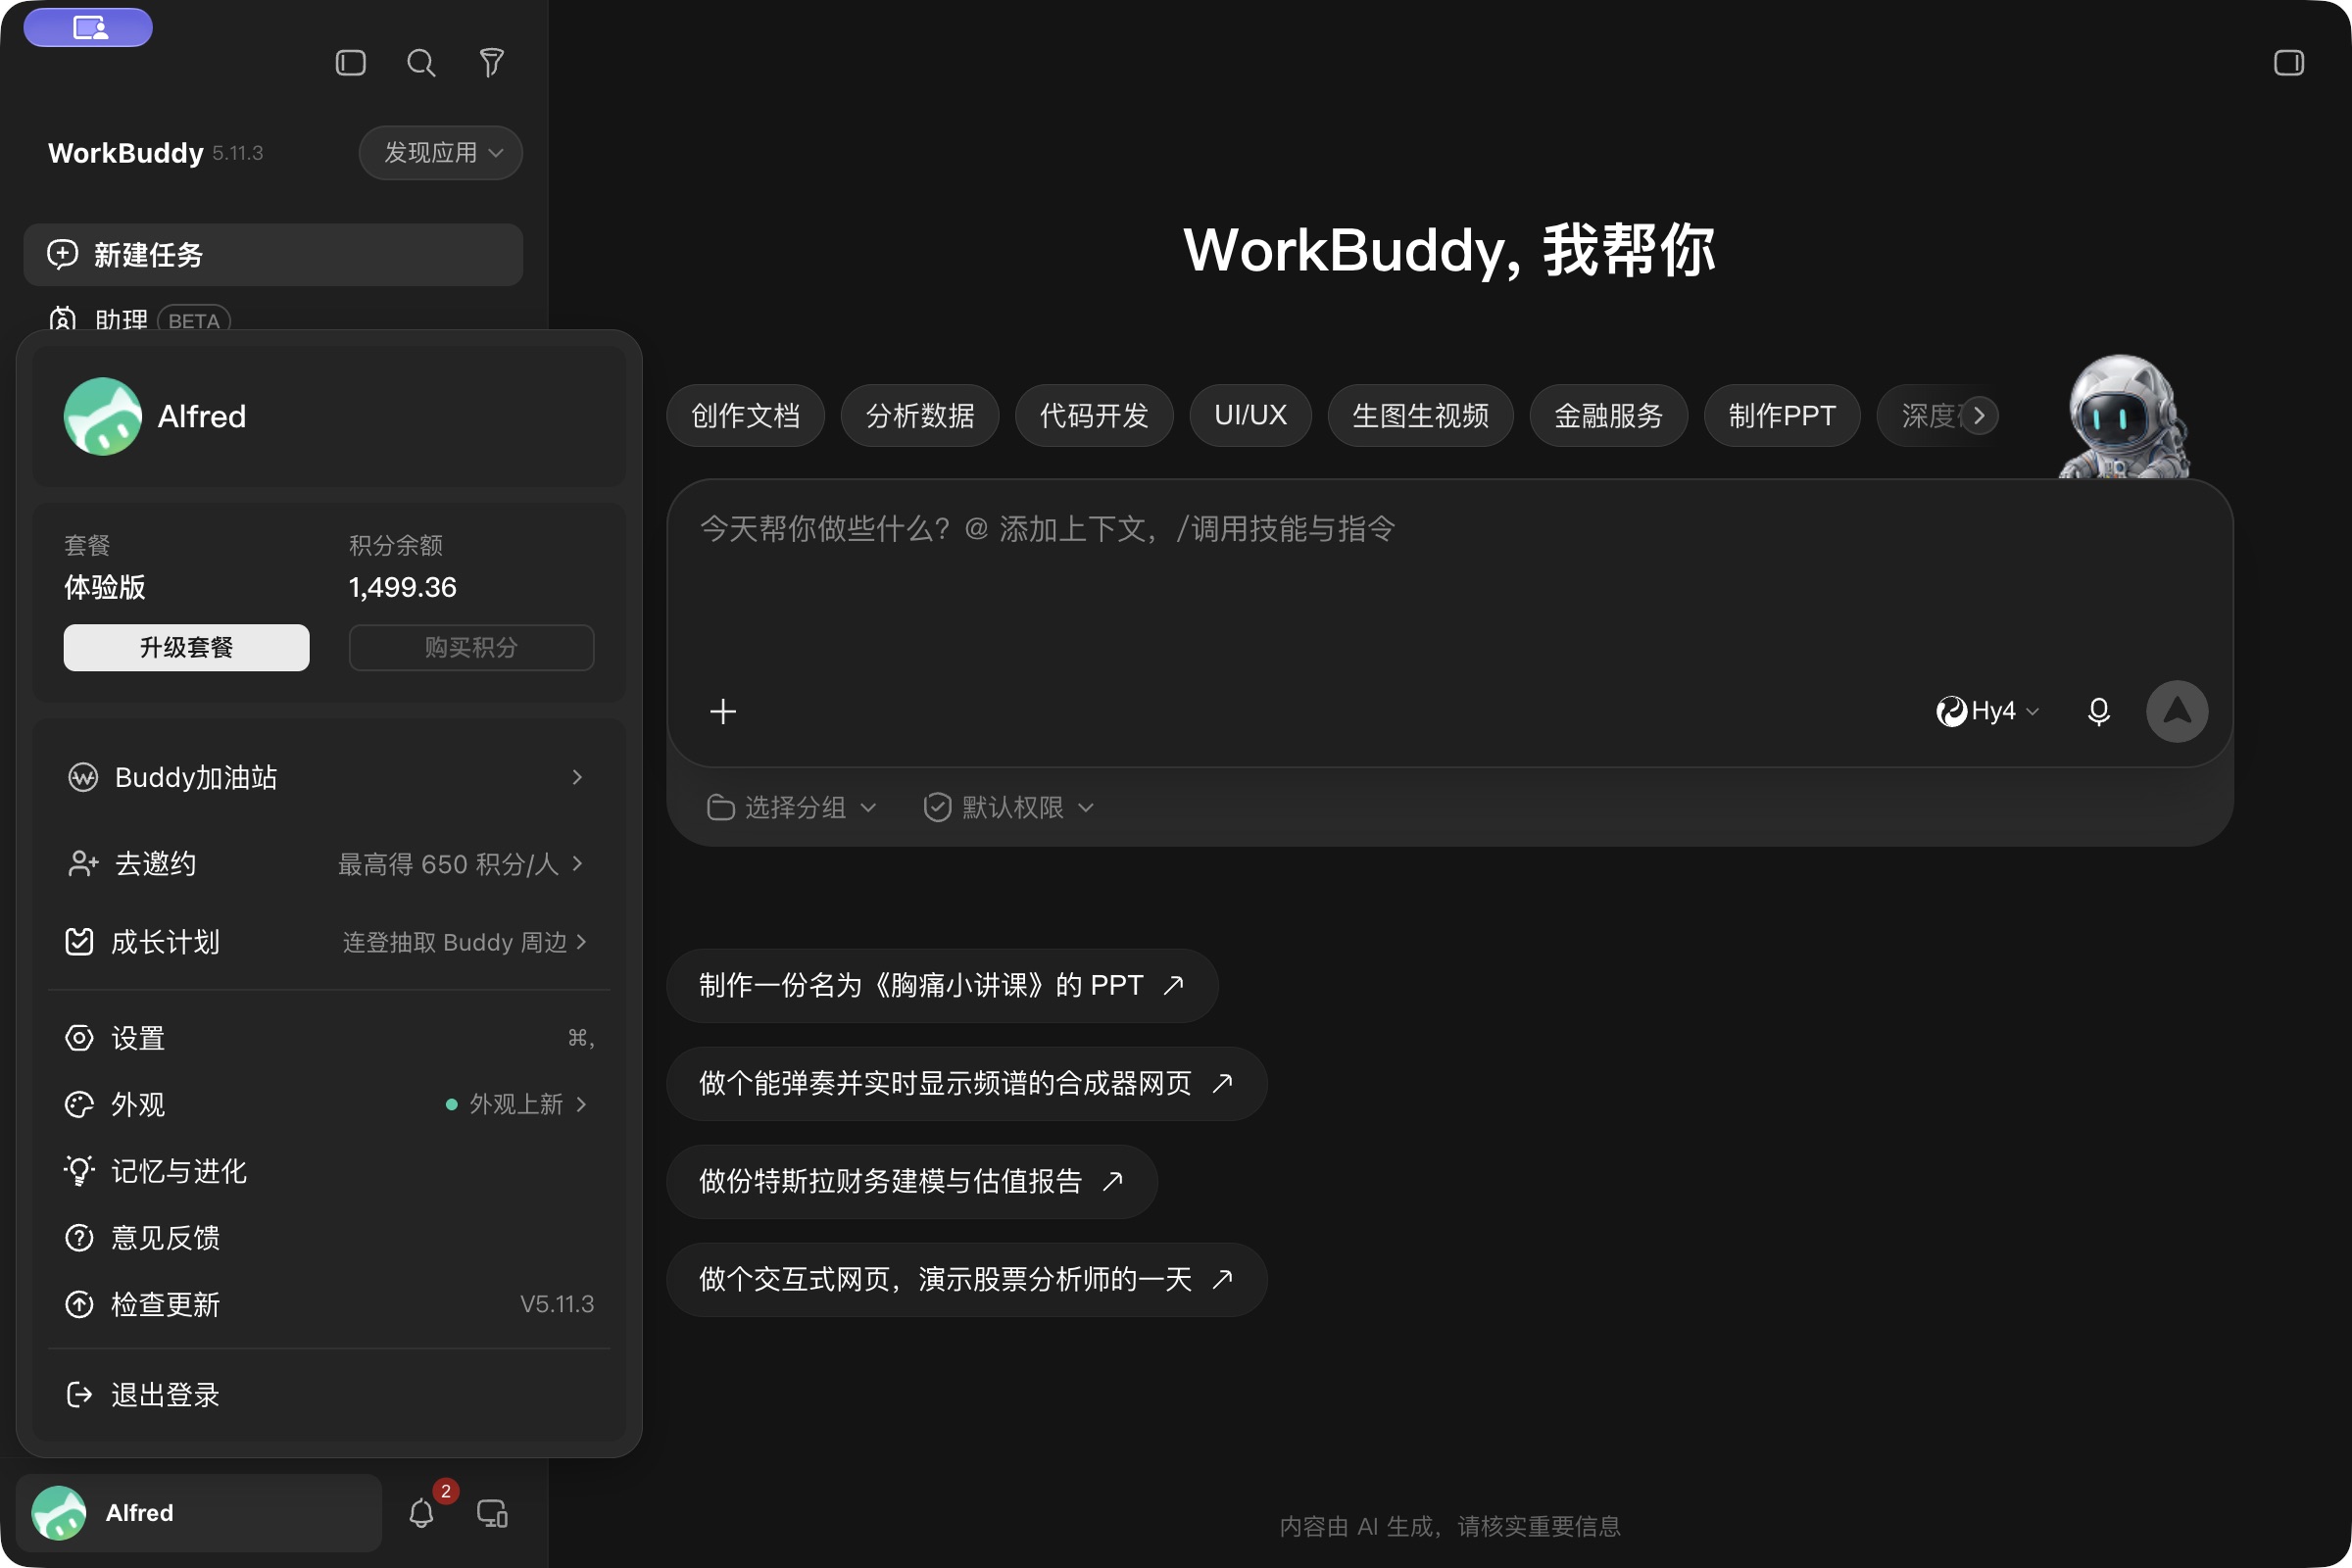 WorkBuddy 5.11.3
发现应用
新建任务
助理 BETA
Alfred
套餐
体验版
升级套餐
积分余额
1,499.36
购买积分
Buddy加油站
去邀约 最高得 650 积分/人
成长计划 连登抽取 Buddy 周边
设置 ⌘,
外观 外观上新
记忆与进化
意见反馈
检查更新 V5.11.3
退出登录
Alfred
2
WorkBuddy, 我帮你
创作文档 分析数据 代码开发 UI/UX 生图生视频 金融服务 制作PPT 深度
今天帮你做些什么？@ 添加上下文，/调用技能与指令
Hy4
选择分组 默认权限
制作一份名为《胸痛小讲课》的 PPT
做个能弹奏并实时显示频谱的合成器网页
做份特斯拉财务建模与估值报告
做个交互式网页，演示股票分析师的一天
内容由 AI 生成，请核实重要信息